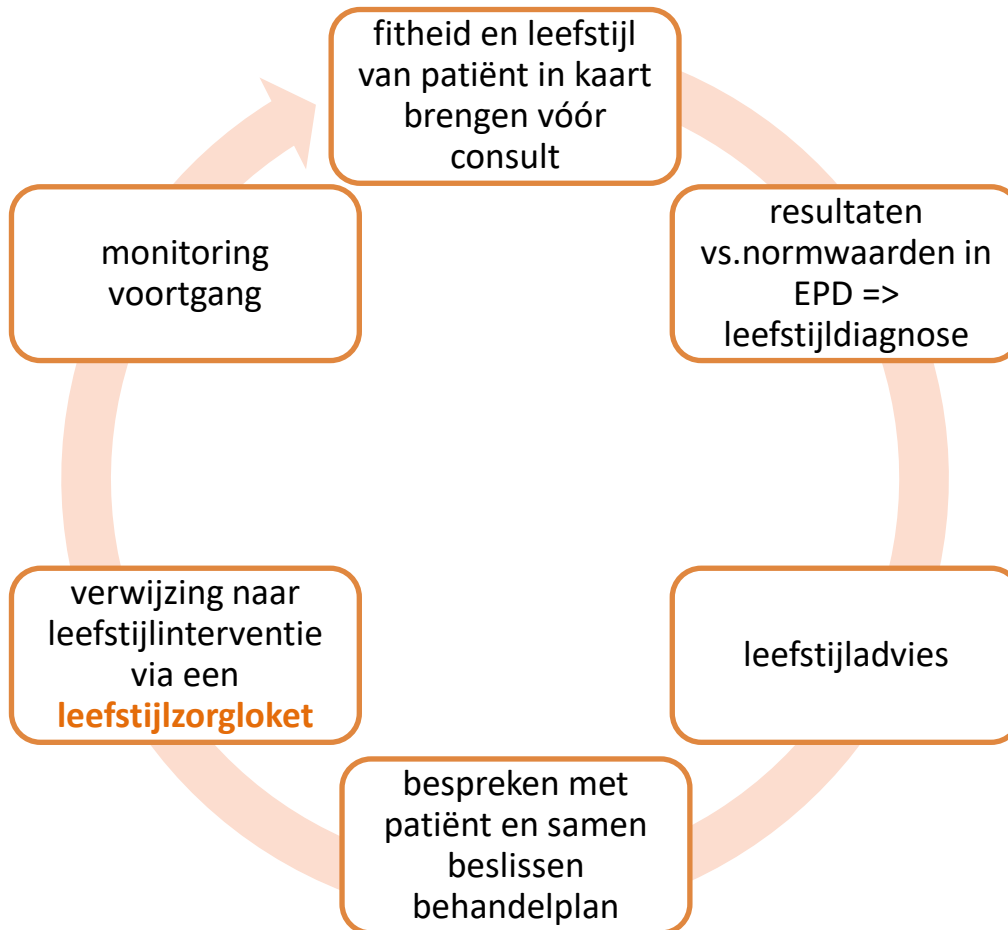 fitheid en leefstijl
van patiënt in kaart
brengen vóór
consult
resultaten
vs.normwaarden in
EPD =>
leefstijldiagnose
leefstijladvies
bespreken met
patiënt en samen
beslissen
behandelplan
verwijzing naar
leefstijlinterventie
via een
leefstijlzorgloket
monitoring
voortgang